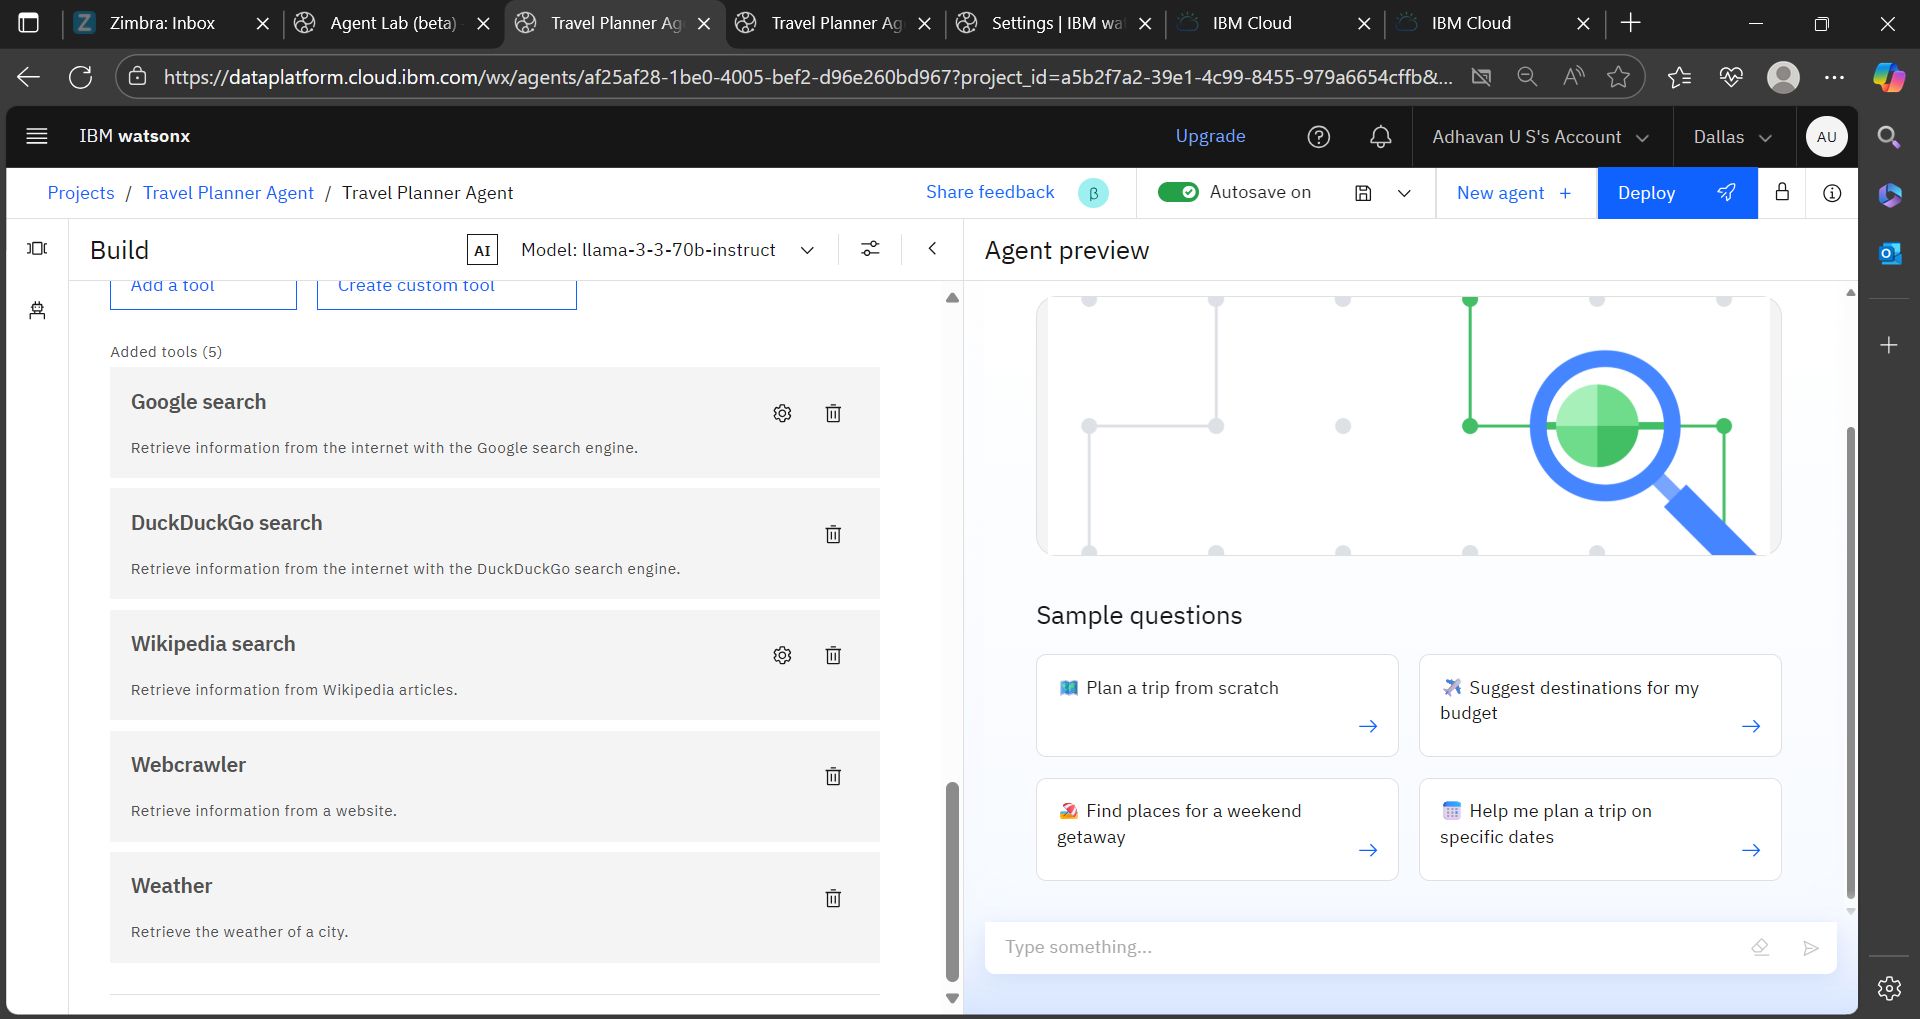 Zimbra: Inbox
Agent Lab (beta)
Travel Planner Ag
Travel Planner Ag
Settings | IBM wa
IBM Cloud
IBM Cloud
https://dataplatform.cloud.ibm.com/wx/agents/af25af28-1be0-4005-bef2-d96e260bd967?project_id=a5b2f7a2-39e1-4c99-8455-979a6654cffb&...
IBM watsonx
Upgrade
Adhavan U S's Account
Dallas
AU
Projects / Travel Planner Agent / Travel Planner Agent
Share feedback
β
Autosave on
New agent +
Deploy
Build
AI
Model: llama-3-3-70b-instruct
Agent preview
Add a tool
Create custom tool
Added tools (5)
Google search
Retrieve information from the internet with the Google search engine.
DuckDuckGo search
Retrieve information from the internet with the DuckDuckGo search engine.
Wikipedia search
Retrieve information from Wikipedia articles.
Webcrawler
Retrieve information from a website.
Weather
Retrieve the weather of a city.
Sample questions
🗺️ Plan a trip from scratch
✈️ Suggest destinations for my
budget
🏖️ Find places for a weekend
getaway
📅 Help me plan a trip on
specific dates
Type something...